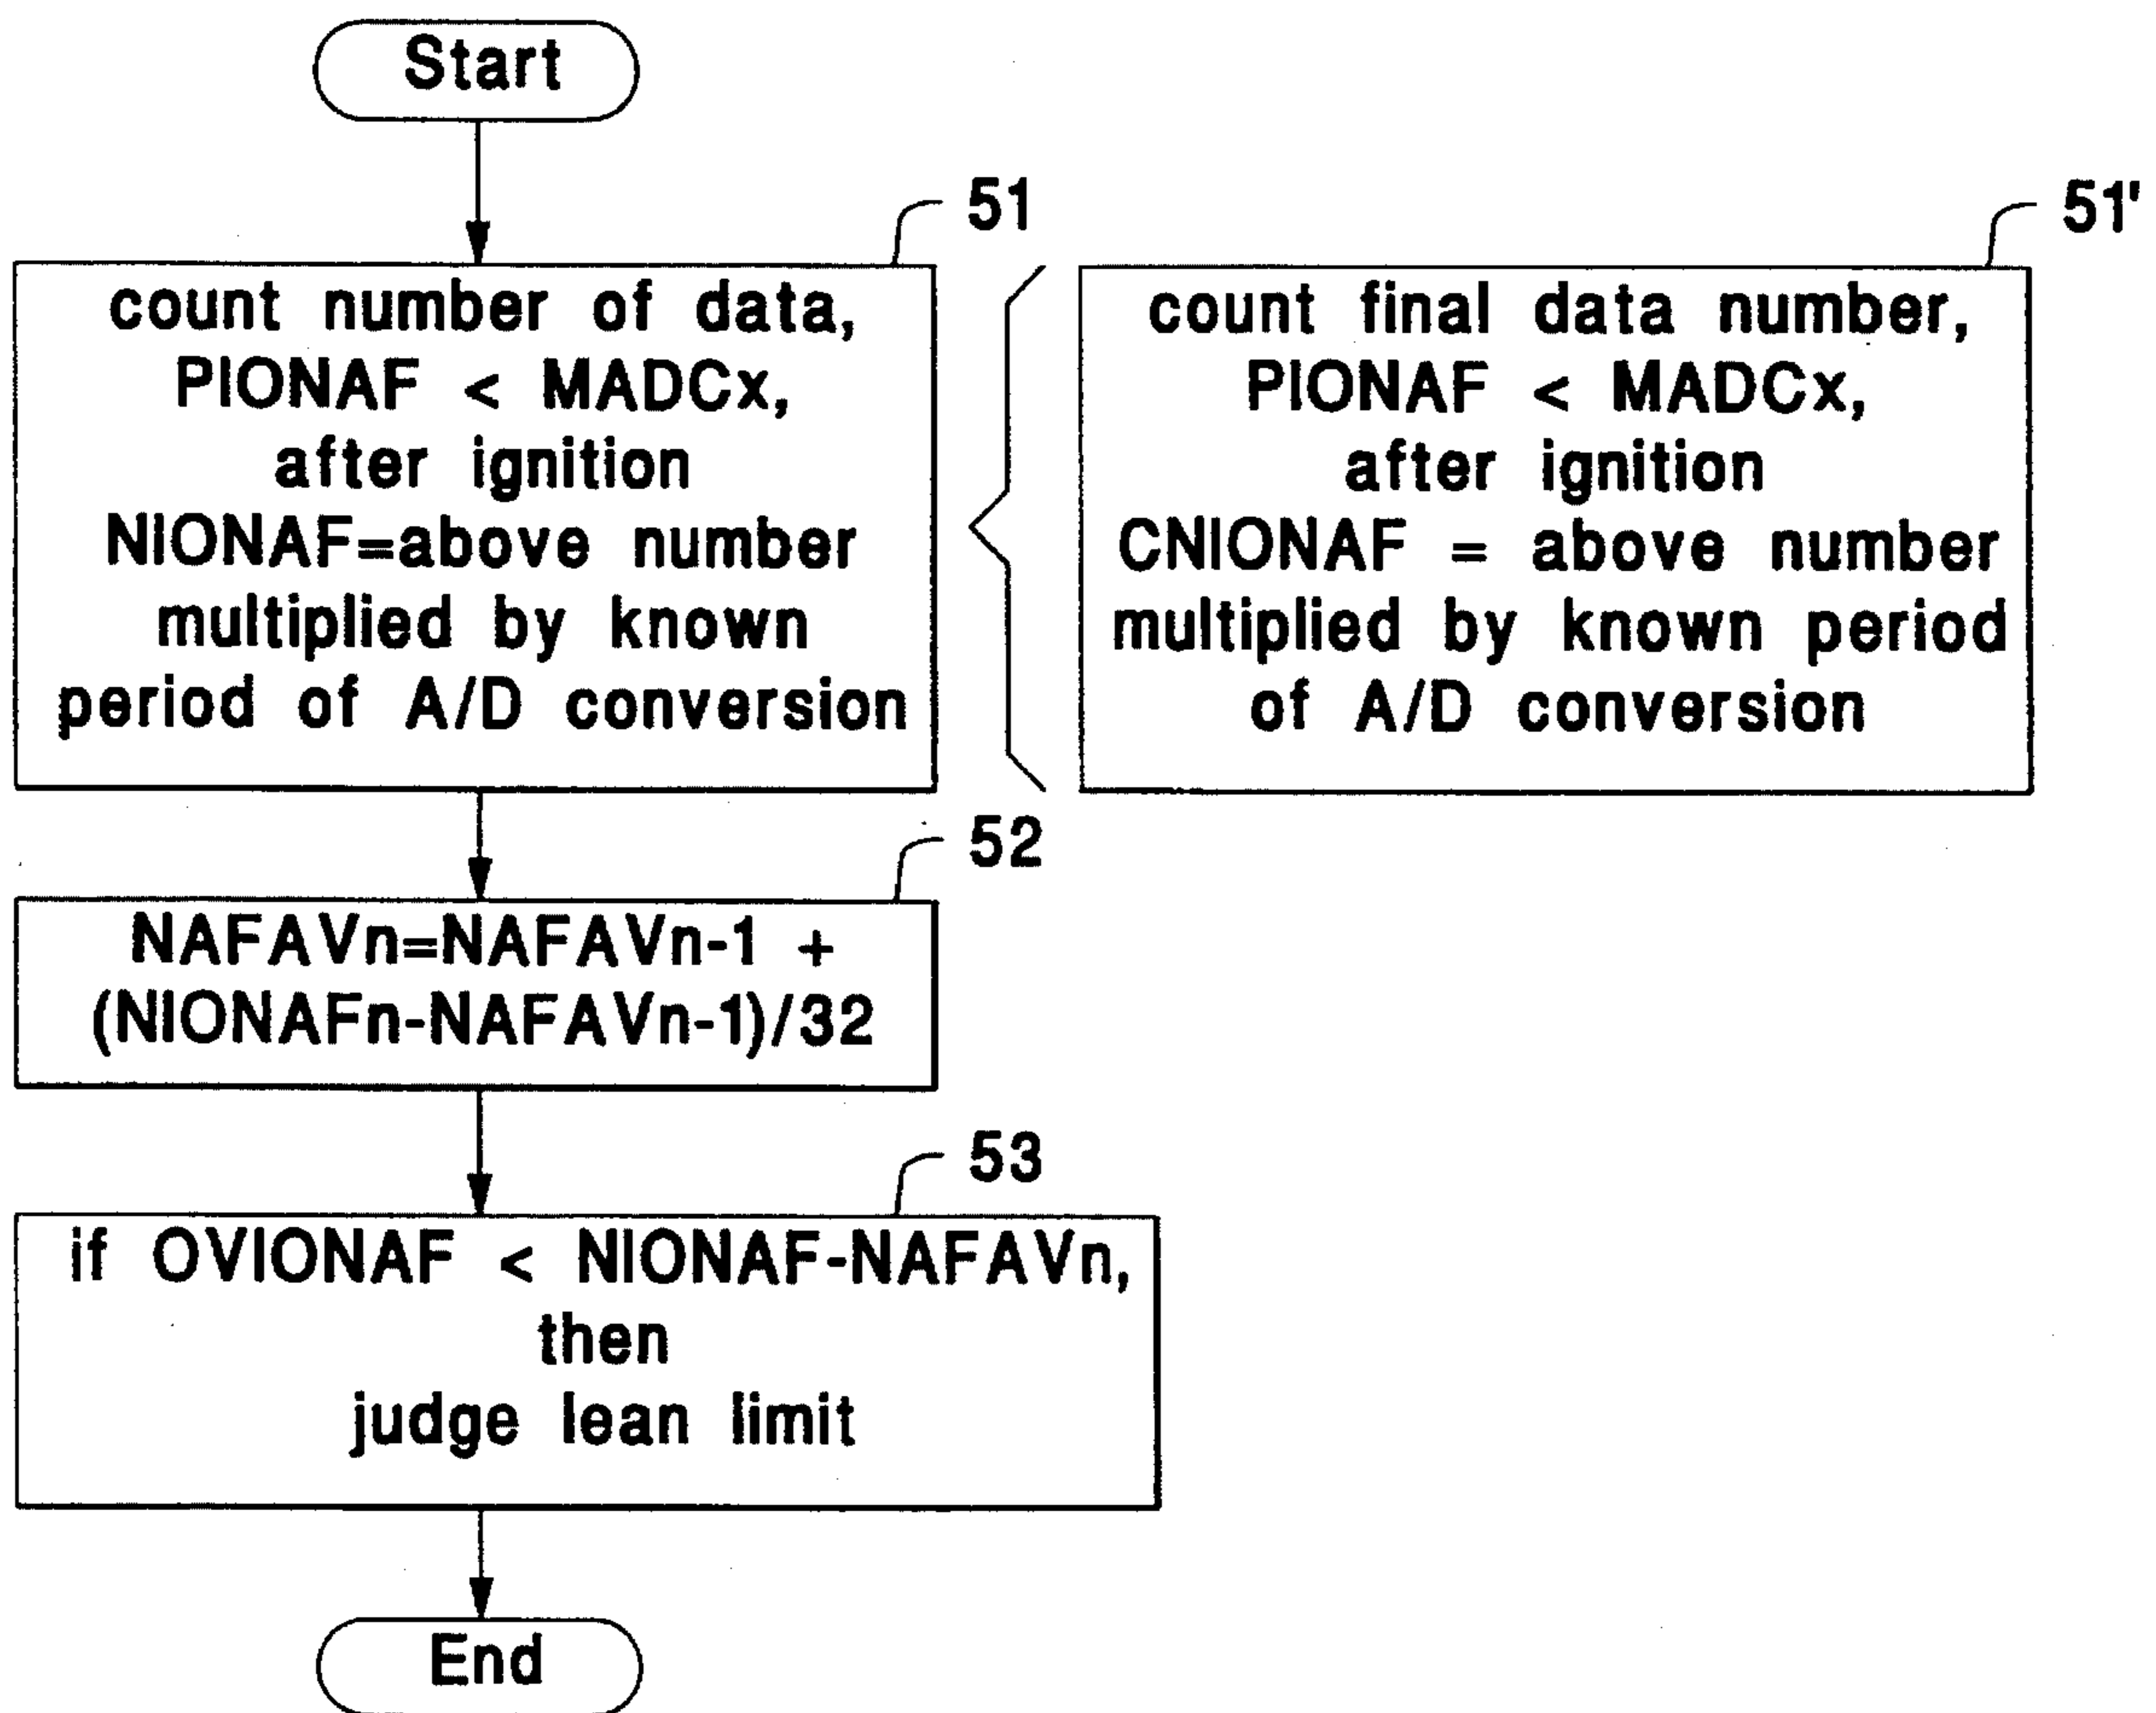 Start
51
count number of data,
PIONAF < MADCx,
after ignition
NIONAF=above number
multiplied by known
period of A/D conversion
51'
count final data number,
PIONAF < MADCx,
after ignition
CNIONAF = above number
multiplied by known period
of A/D conversion
52
NAFAVn=NAFAVn-1 +
(NIONAFn-NAFAVn-1)/32
53
if OVIONAF < NIONAF-NAFAVn,
then
judge lean limit
End